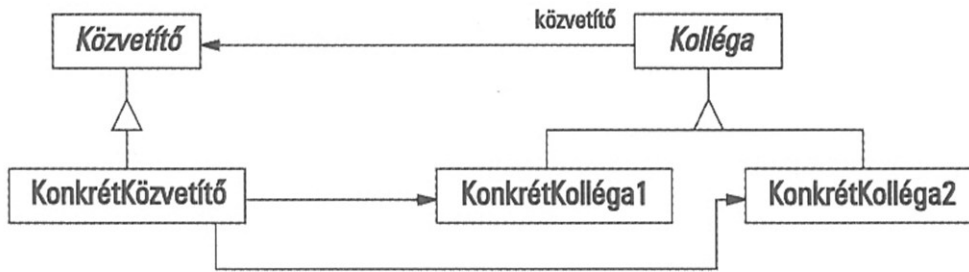 Közvetítő
közvetítő
Kolléga
KonkrétKözvetítő
KonkrétKolléga1
KonkrétKolléga2